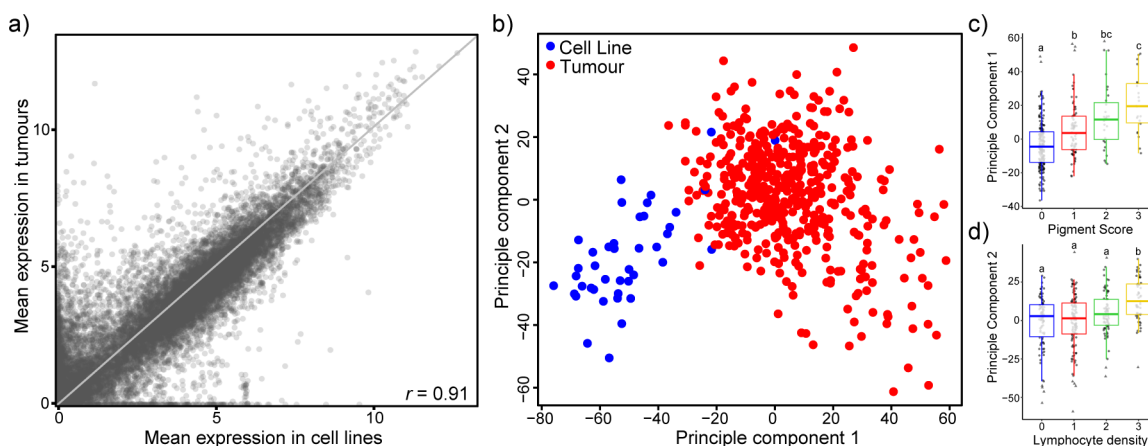 a)
Mean expression in tumours
10
5
0
0
5
10
r = 0.91
Mean expression in cell lines
b)
Cell Line
Tumour
Principle component 2
40
20
0
−20
−40
−60
−80
−60
−40
−20
0
20
40
60
Principle component 1
c)
Principle Component 1
60
40
20
0
−20
−40
a
b
bc
c
0
1
2
3
Pigment Score
d)
Principle Component 2
25
0
−25
−50
a
a
a
b
0
1
2
3
Lymphocyte density